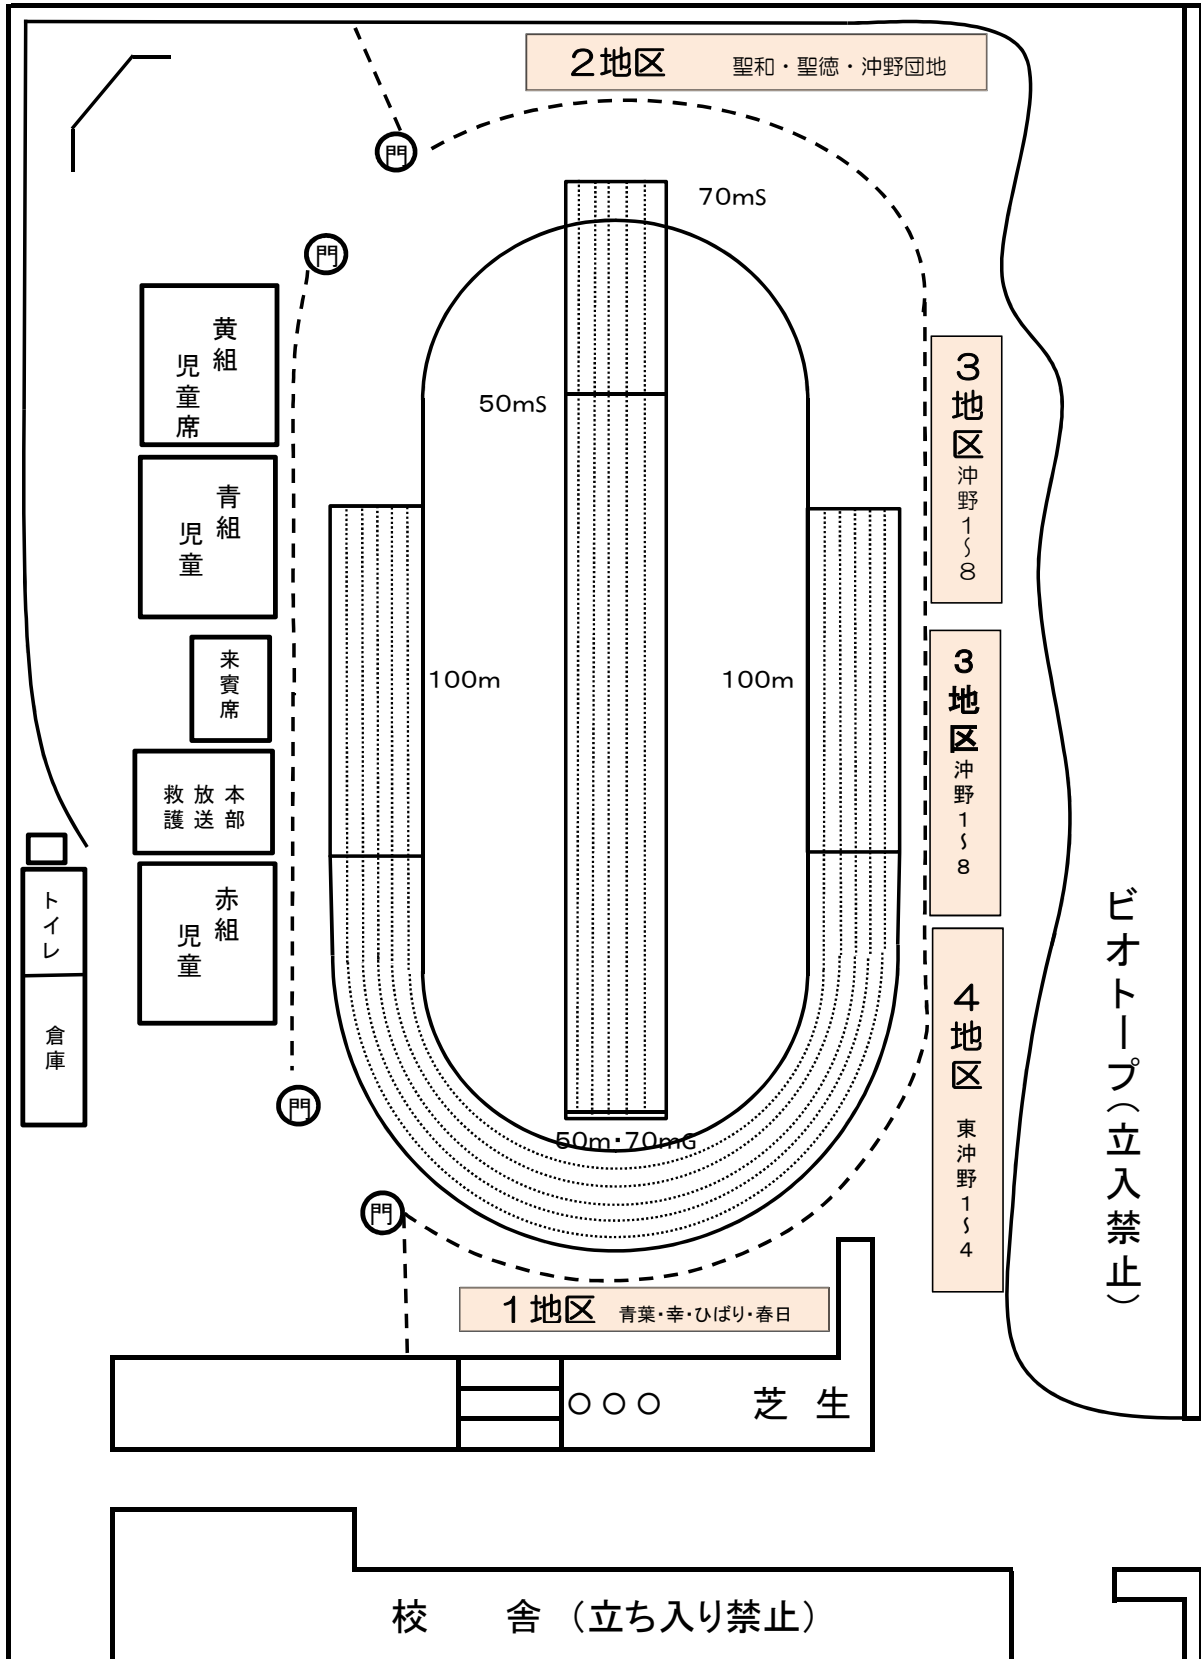 2地区 聖和・聖徳・沖野団地
門
70mS
門
黄組
児童席
50mS
3地区 沖野1~8
青組
児童
来賓席
100m
100m
3地区 沖野1~8
本部
放送
救護
トイレ
赤組
児童
倉庫
4地区 東沖野1~4
ビオトープ(立入禁止)
門
50m・70mG
門
1地区 青葉・幸・ひばり・春日
○○○ 芝生
校 舎 (立ち入り禁止)